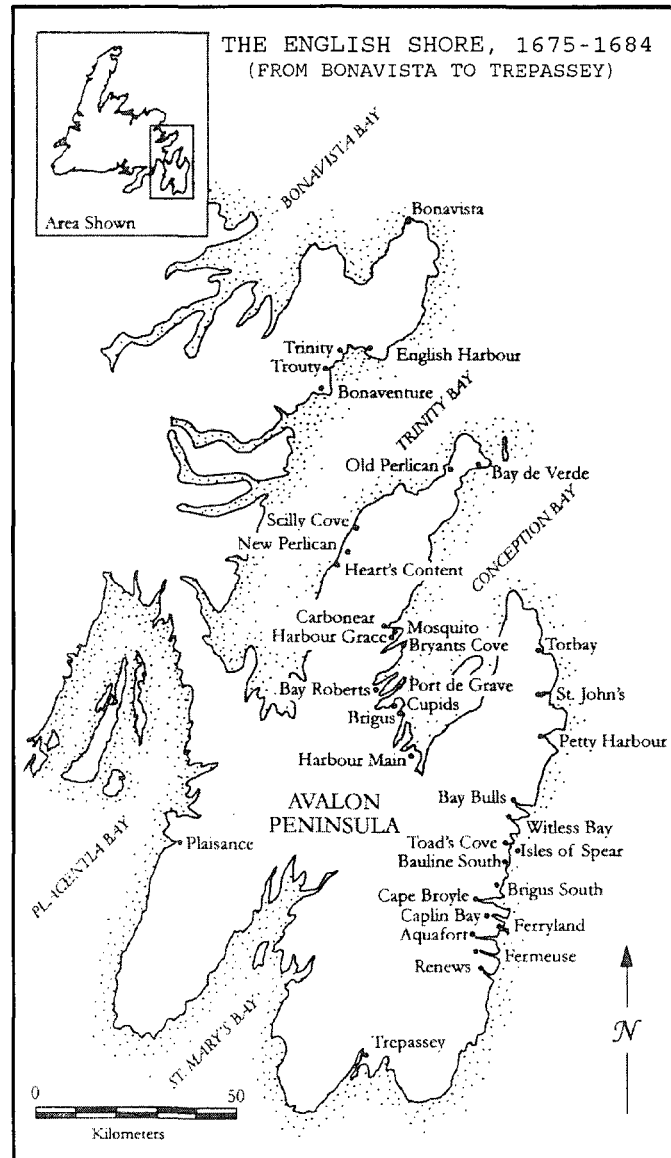 THE ENGLISH SHORE, 1675-1684
(FROM BONAVISTA TO TREPASSEY)
Area Shown
BONAVISTA BAY
Bonavista
Trinity
English Harbour
Trouty
Bonaventure
TRINITY BAY
Old Perlican
Bay de Verde
Scilly Cove
New Perlican
Heart's Content
CONCEPTION BAY
Carbonear
Mosquito
Harbour Grace
Bryants Cove
Torbay
Bay Roberts
Port de Grave
Cupids
St. John's
Brigus
Petty Harbour
Harbour Main
Bay Bulls
AVALON
PENINSULA
Witless Bay
Toad's Cove
Isles of Spear
Bauline South
PLACENTIA BAY
Plaisance
Brigus South
Cape Broyle
Caplin Bay
Ferryland
Aquafort
Fermeuse
Renews
ST. MARY'S BAY
Trepassey
N
0 50
Kilometers